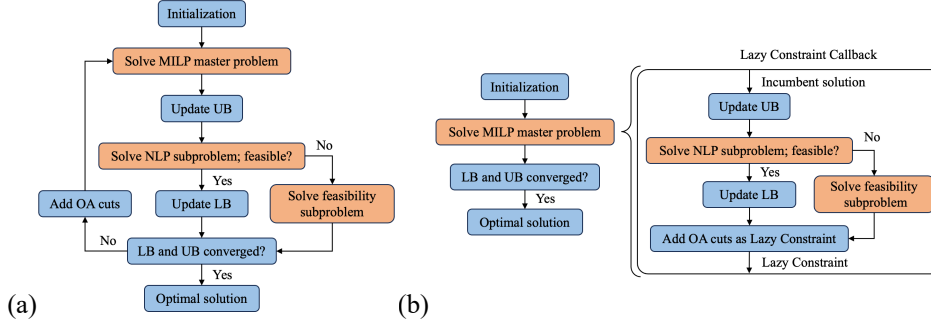 Initialization
Solve MILP master problem
Update UB
Solve NLP subproblem; feasible?
No
Yes
Solve feasibility
subproblem
Add OA cuts
Update LB
No
LB and UB converged?
Yes
Optimal solution
(a)
Initialization
Solve MILP master problem
LB and UB converged?
Yes
Optimal solution
(b)
Lazy Constraint Callback
Incumbent solution
Update UB
No
Solve NLP subproblem; feasible?
Yes
Update LB
Solve feasibility
subproblem
Add OA cuts as Lazy Constraint
Lazy Constraint